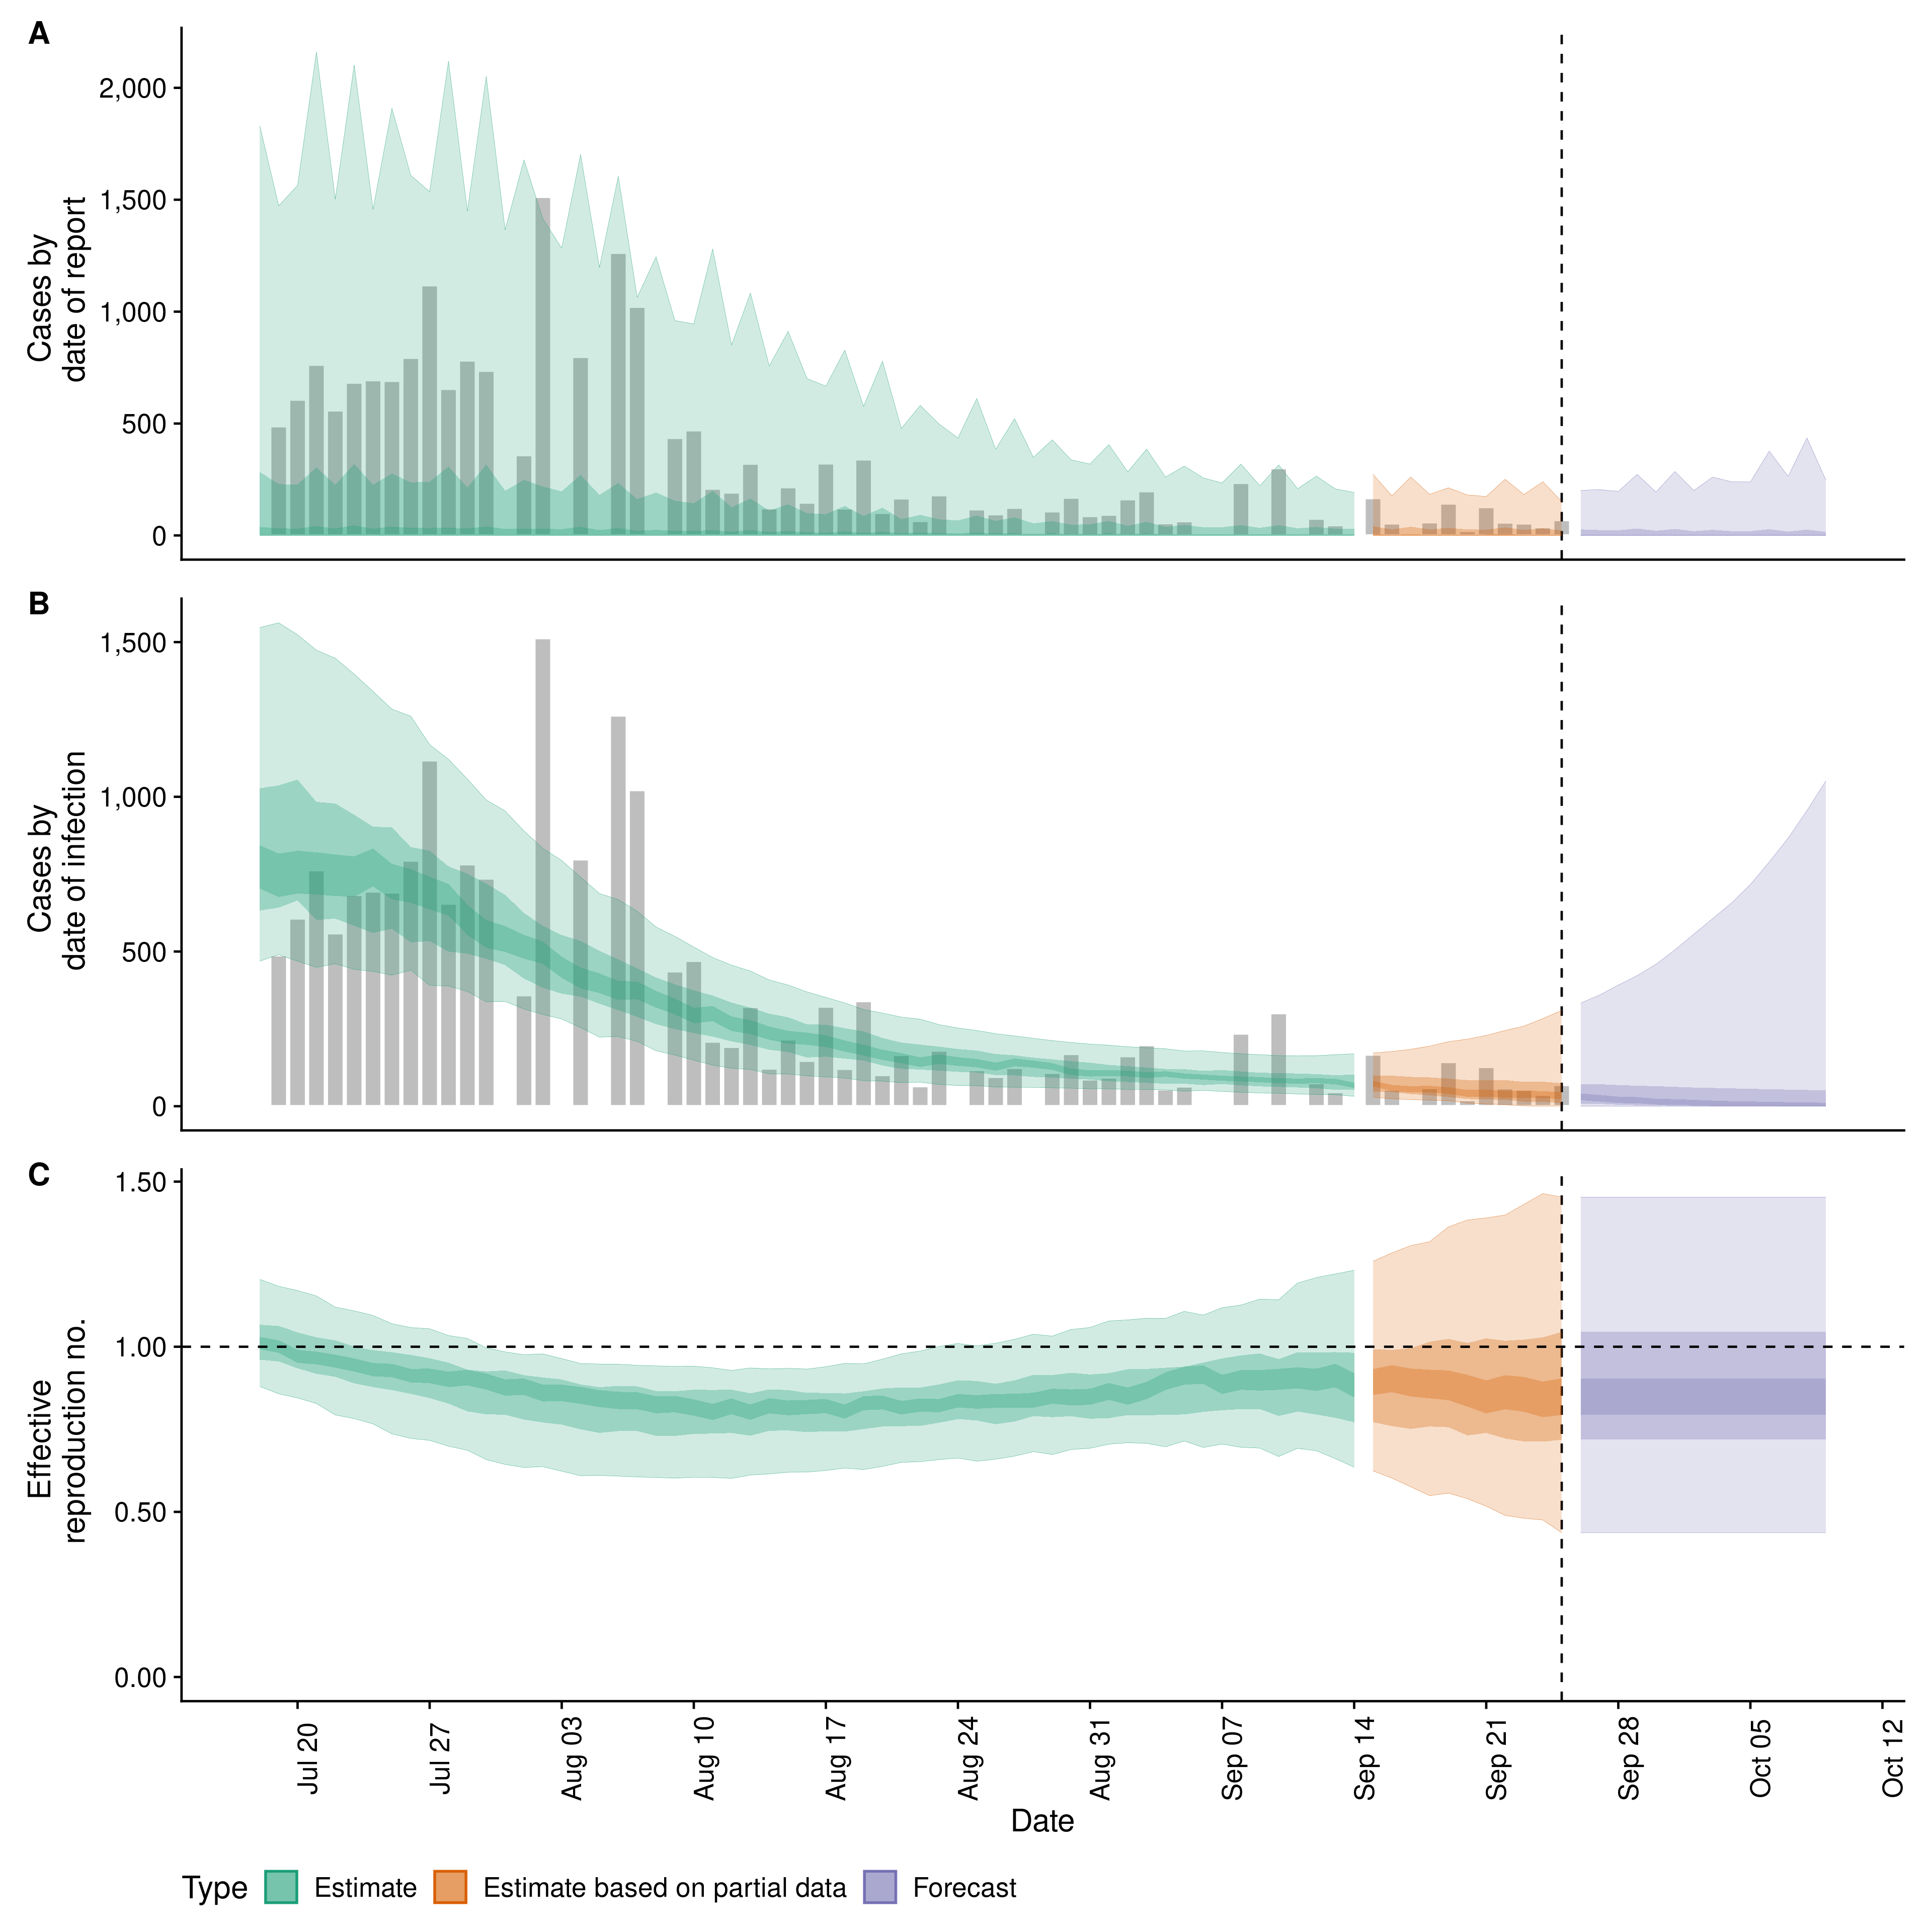 A
Cases by
date of report
2,000
1,500
1,000
500
0
B
Cases by
date of infection
1,500
1,000
500
0
C
Effective
reproduction no.
1.50
1.00
0.50
0.00
Jul 20
Jul 27
Aug 03
Aug 10
Aug 17
Aug 24
Aug 31
Sep 07
Sep 14
Sep 21
Sep 28
Oct 05
Oct 12
Date
Type Estimate Estimate based on partial data Forecast